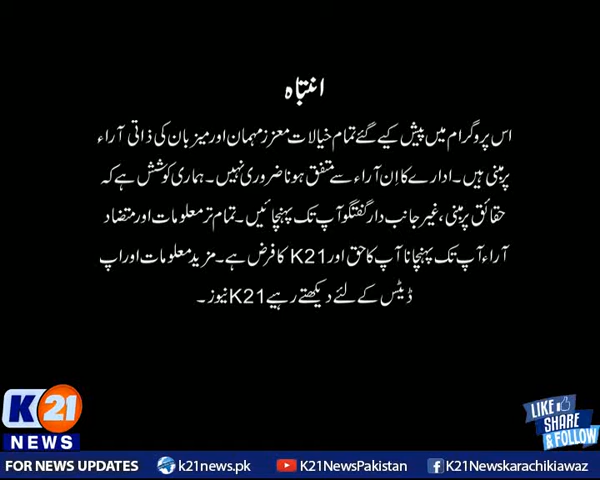 انتباہ
اس پروگرام میں پیش کیے گئے تمام خیالات معزز مہمان اور میزبان کی ذاتی آراء
پر مبنی ہیں۔ ادارے کا اِن آراء سے متفق ہونا ضروری نہیں۔ ہماری کوشش ہے کہ
حقائق پر مبنی، غیر جانب دار گفتگو آپ تک پہنچائیں۔ تمام تر معلومات اور متضاد
آراء آپ تک پہنچانا آپ کا حق اور K21 کا فرض ہے۔ مزید معلومات اور اپ
ڈیٹس کے لئے دیکھتے رہیے K21 نیوز۔
K21
NEWS
LIKE
SHARE
& FOLLOW
FOR NEWS UPDATES k21news.pk K21NewsPakistan K21Newskarachikiawaz